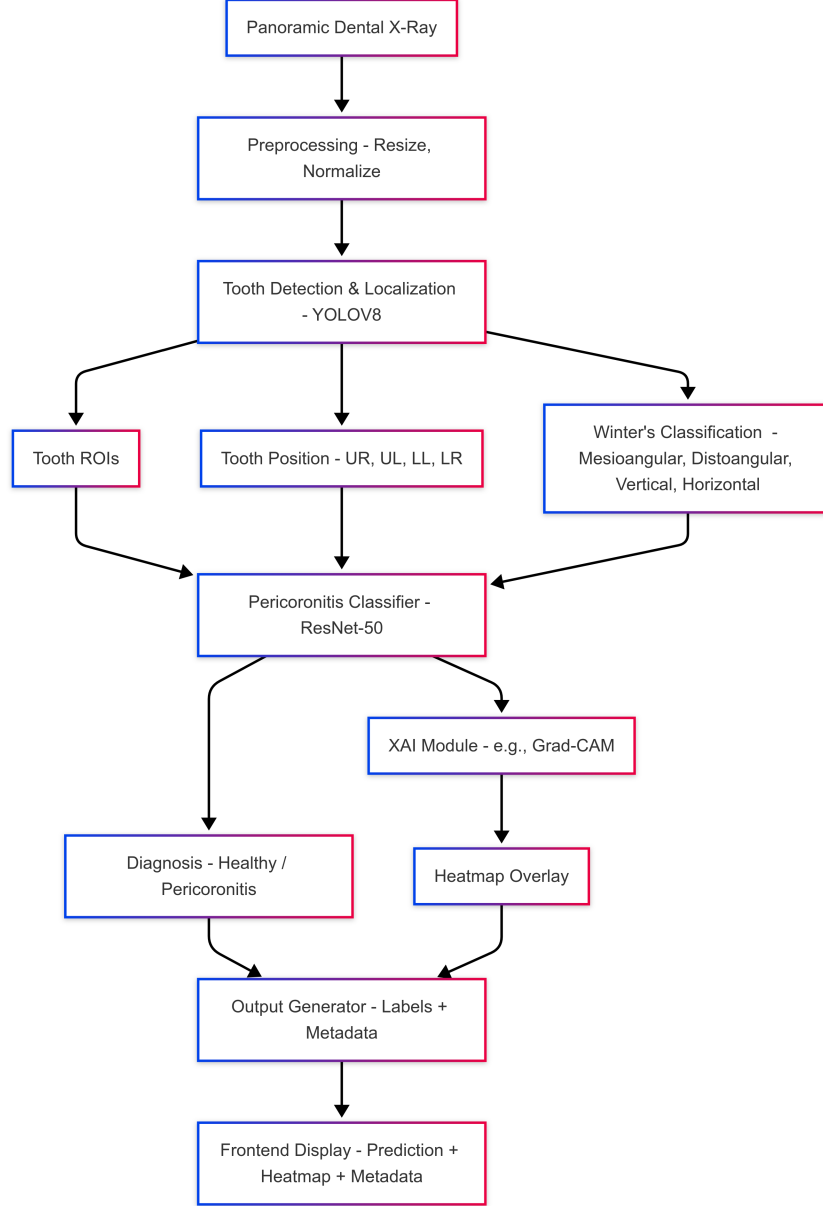 Panoramic Dental X-Ray
Preprocessing - Resize,
Normalize
Tooth Detection & Localization
- YOLOV8
Tooth ROIs
Tooth Position - UR, UL, LL, LR
Winter's Classification  -
Mesioangular, Distoangular,
Vertical, Horizontal
Pericoronitis Classifier -
ResNet-50
XAI Module - e.g., Grad-CAM
Diagnosis - Healthy /
Pericoronitis
Heatmap Overlay
Output Generator - Labels +
Metadata
Frontend Display - Prediction +
Heatmap + Metadata